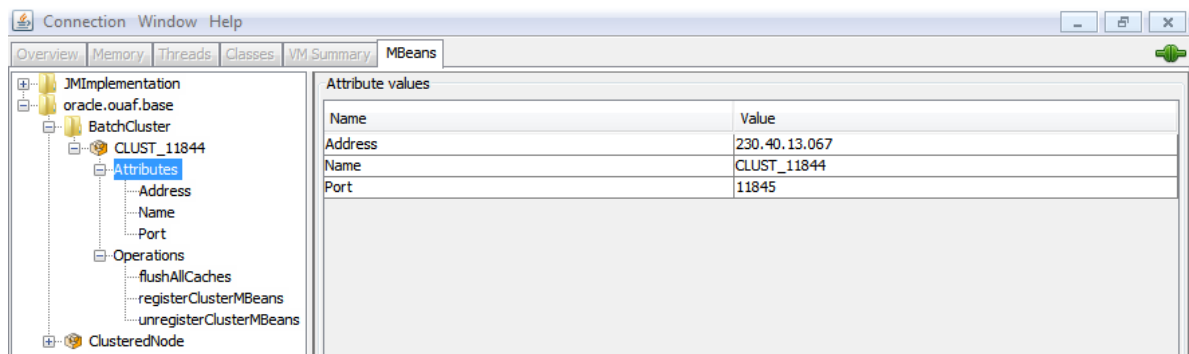 Connection Window Help
Overview Memory Threads Classes VM Summary MBeans
JMImplementation
oracle.ouaf.base
BatchCluster
CLUST_11844
Attributes
Address
Name
Port
Operations
flushAllCaches
registerClusterMBeans
unregisterClusterMBeans
ClusteredNode
Attribute values
Name Value
Address 230.40.13.067
Name CLUST_11844
Port 11845